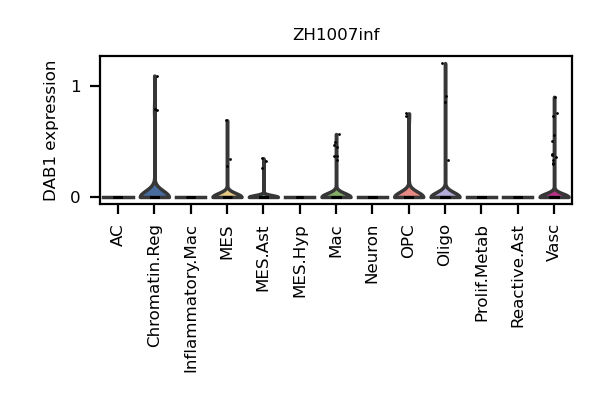 ZH1007inf
DAB1 expression
1
0
AC
Chromatin.Reg
Inflammatory.Mac
MES
MES.Ast
MES.Hyp
Mac
Neuron
OPC
Oligo
Prolif.Metab
Reactive.Ast
Vasc